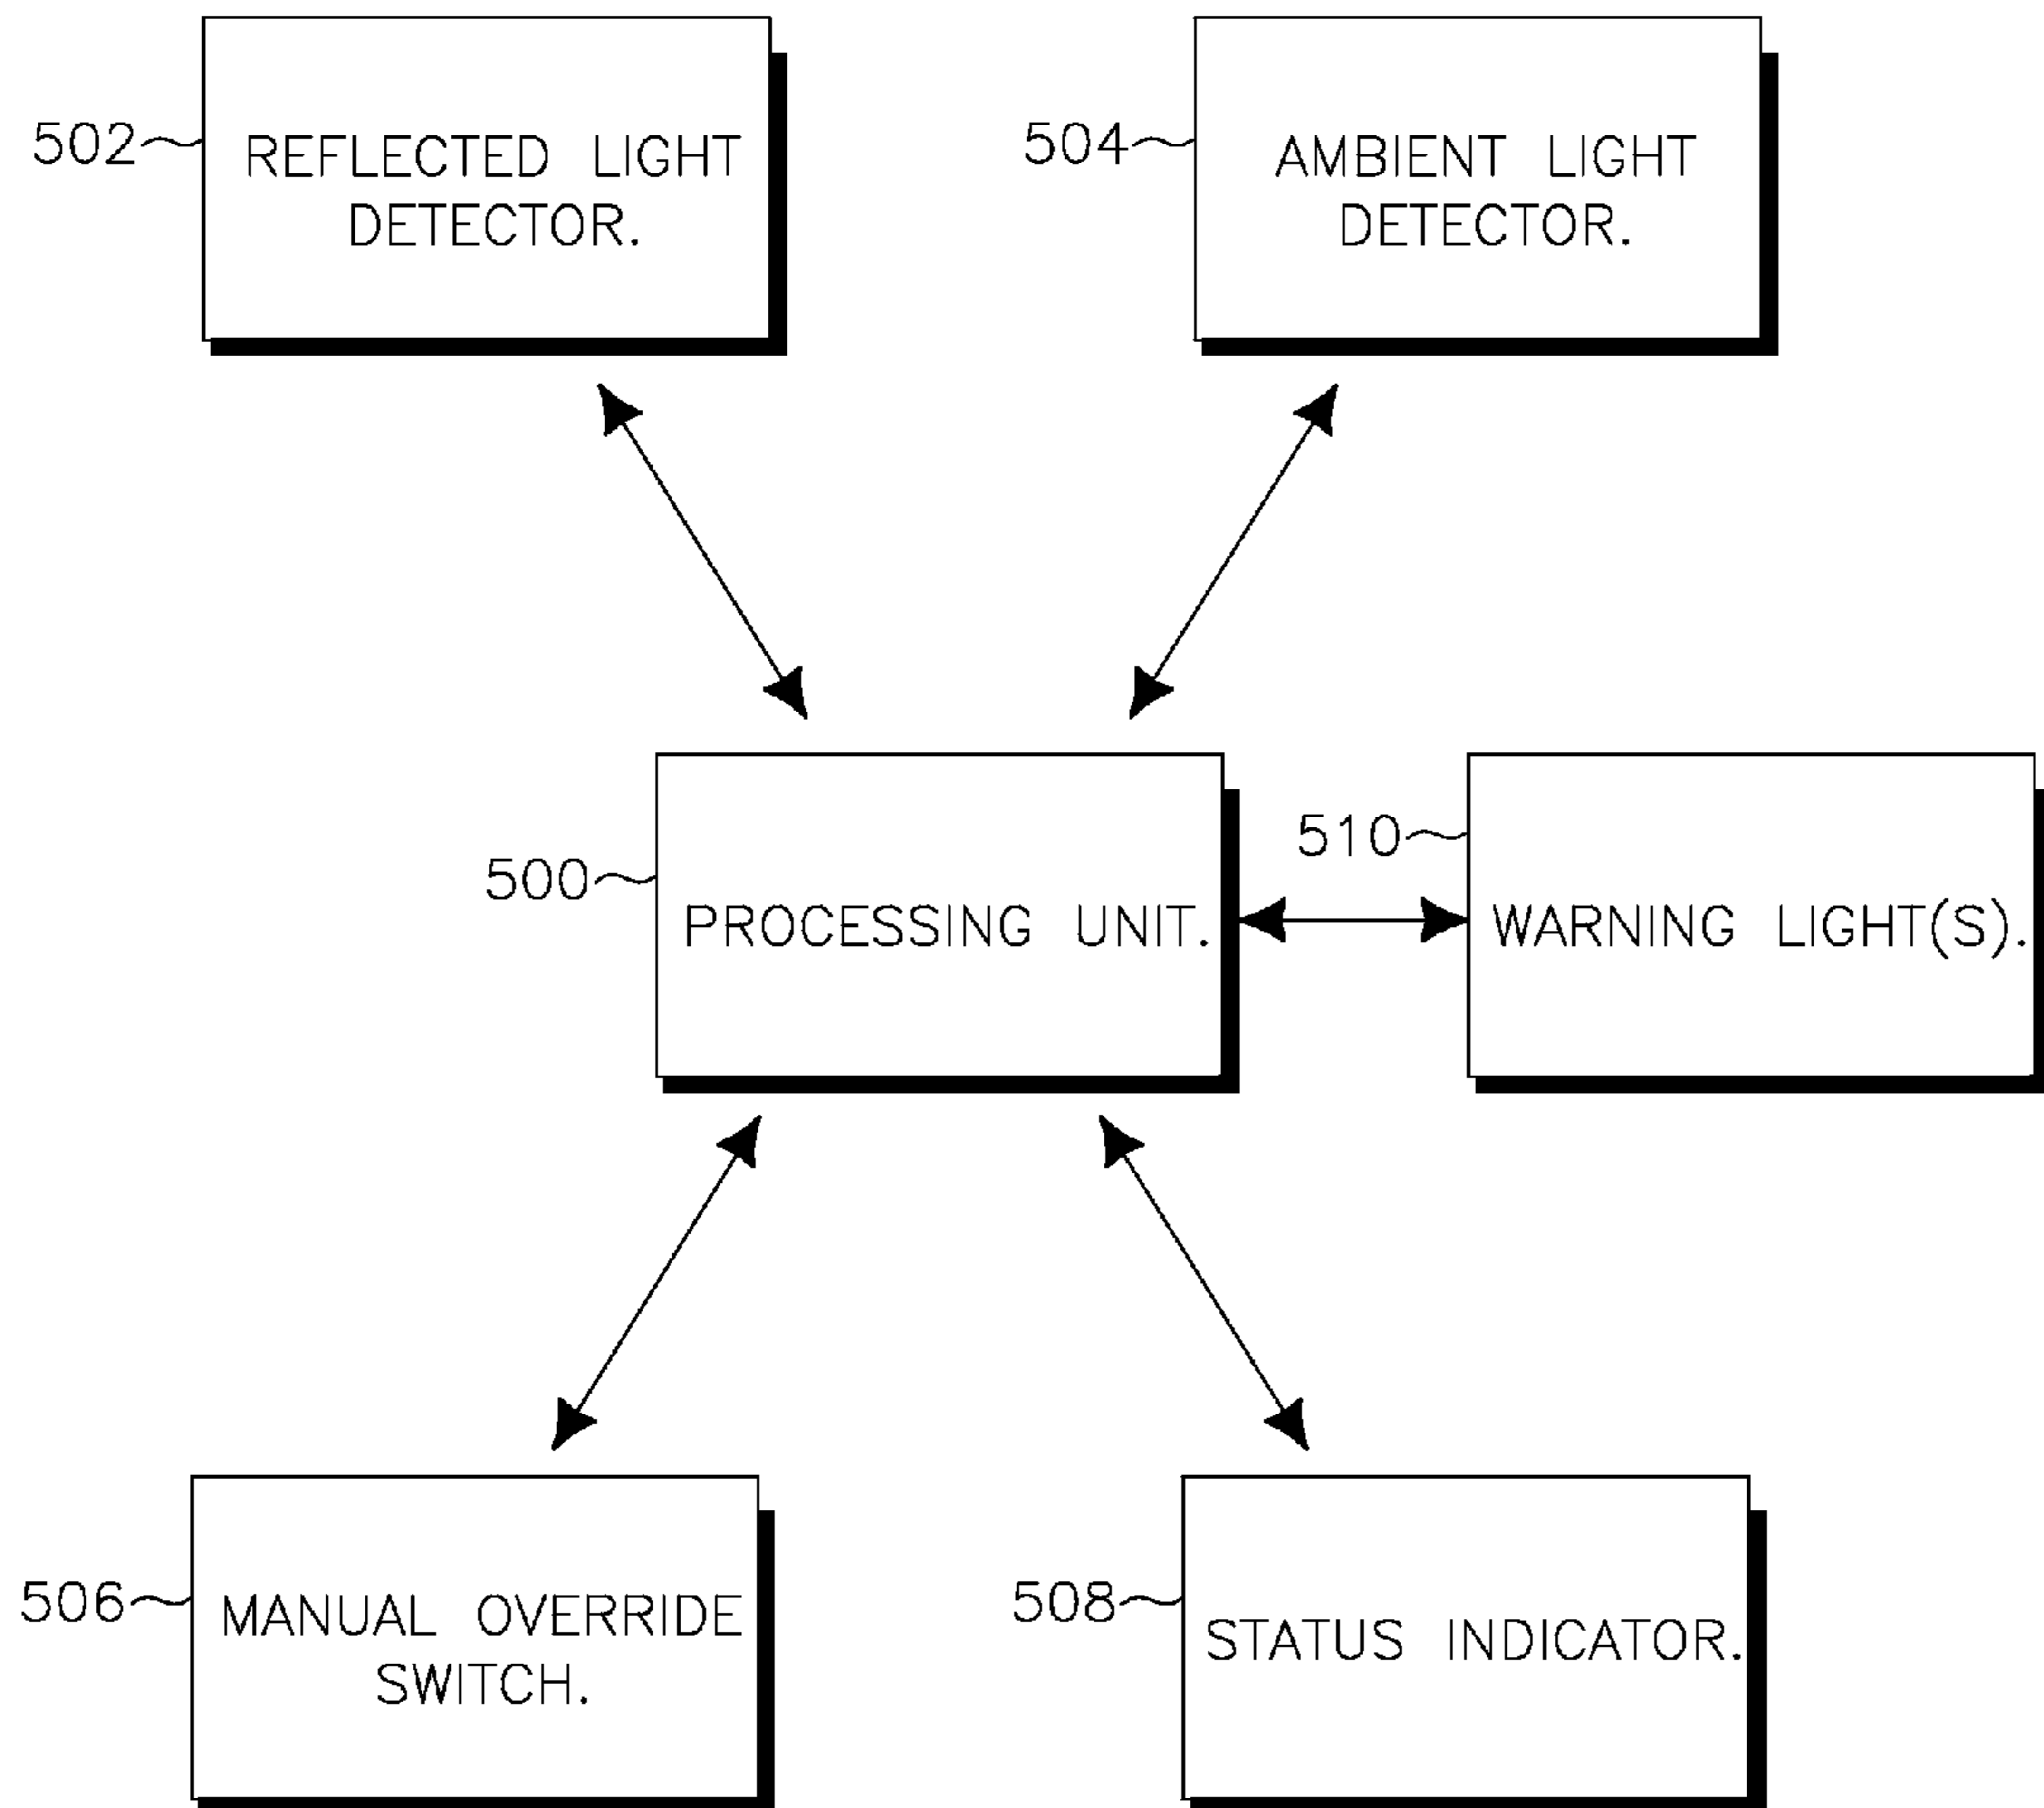 502
REFLECTED LIGHT
DETECTOR.
504
AMBIENT LIGHT
DETECTOR.
500
PROCESSING UNIT.
510
WARNING LIGHT(S).
506
MANUAL OVERRIDE
SWITCH.
508
STATUS INDICATOR.